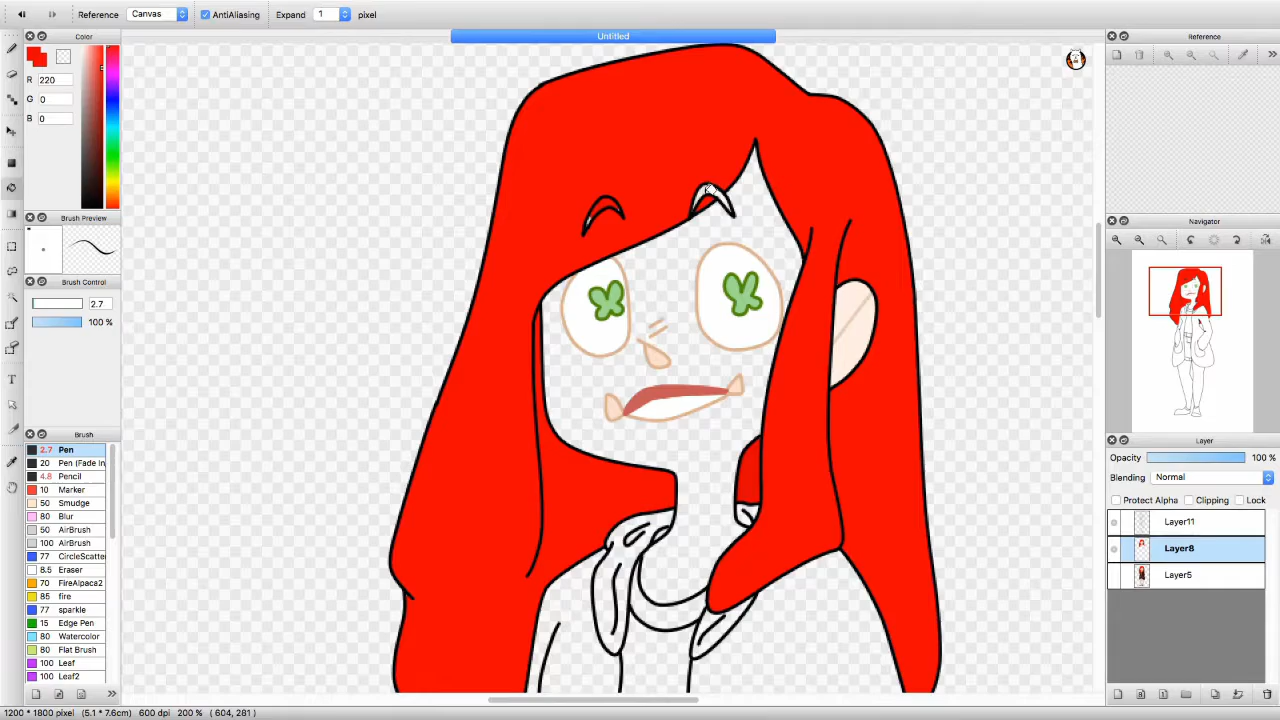 Reference Canvas AntiAliasing Expand 1 pixel
Color Untitled Reference
R 220
G 0
B 0
Brush Preview
Navigator
Brush Control
2.7
100 %
Brush
2.7 Pen
20 Pen (Fade In
4.8 Pencil
10 Marker
50 Smudge
80 Blur
50 AirBrush
100 AirBrush
77 CircleScatte
8.5 Eraser
70 FireAlpaca2
85 fire
77 sparkle
15 Edge Pen
80 Watercolor
80 Flat Brush
100 Leaf
100 Leaf2
Layer
Opacity 100 %
Blending Normal
Protect Alpha Clipping Lock
Layer11
Layer8
Layer5
1200 * 1800 pixel (5.1 * 7.6cm) 600 dpi 200 % ( 604, 281 )